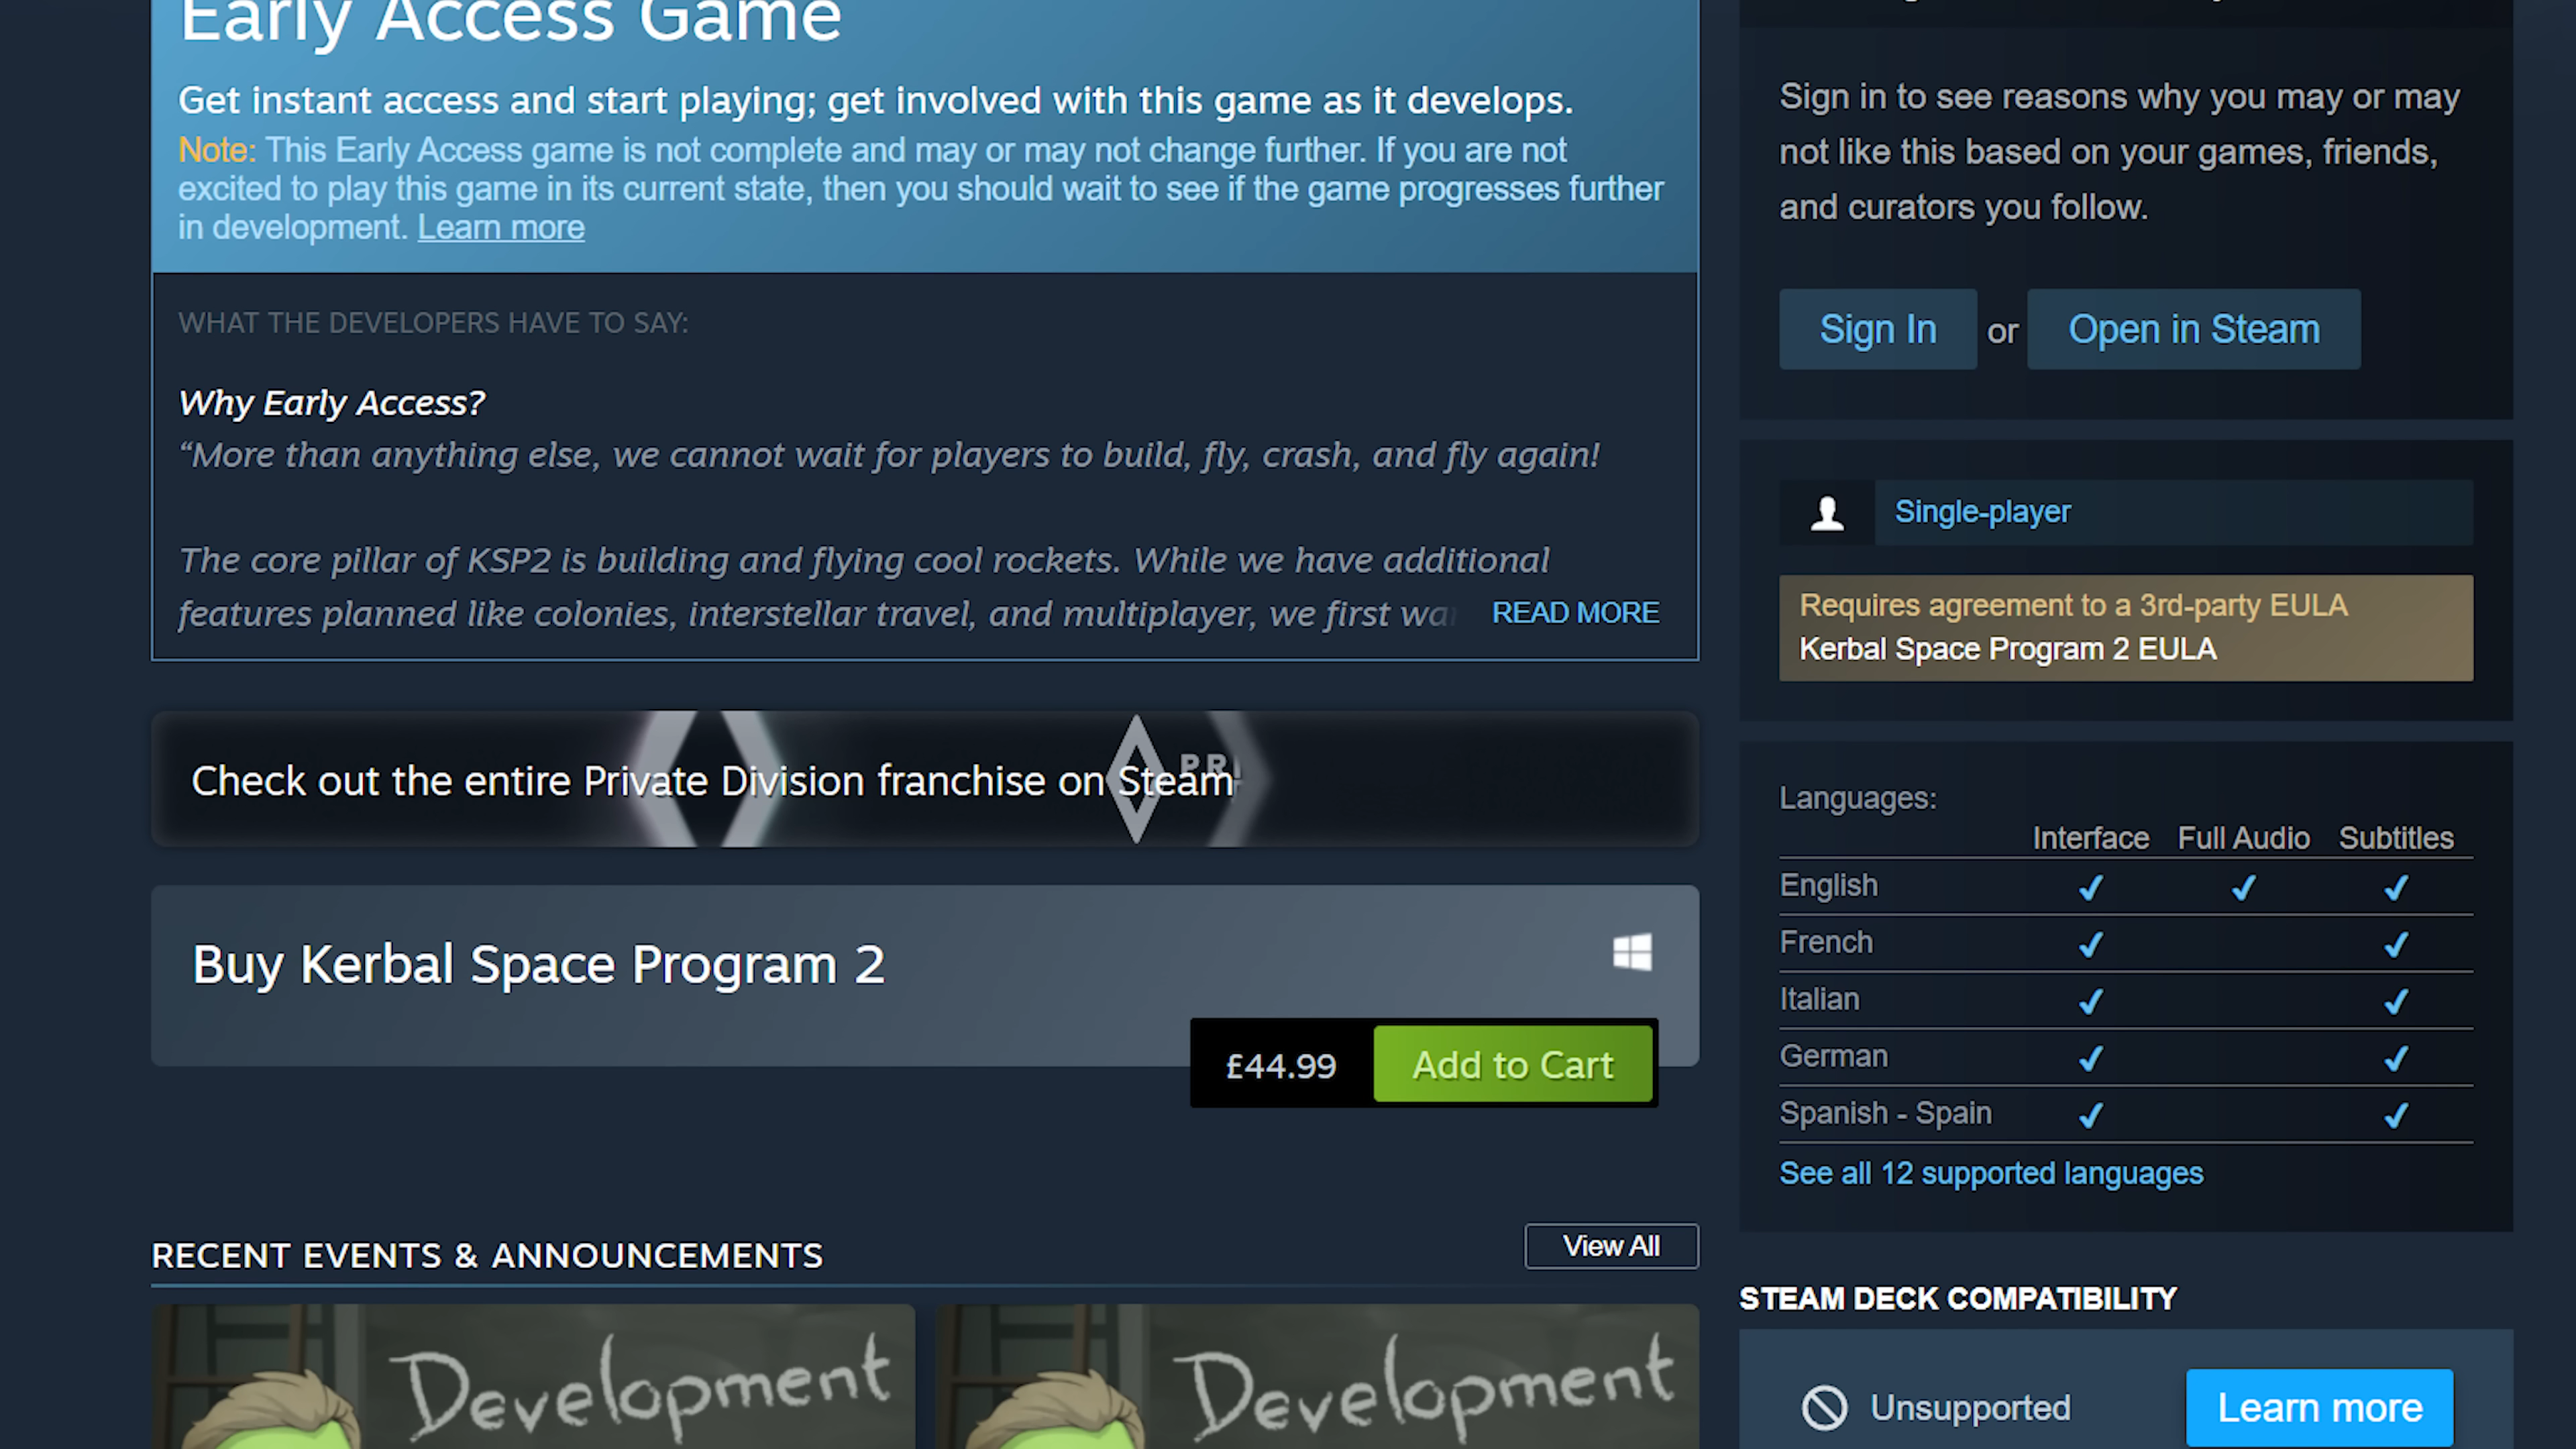 Early Access Game
Get instant access and start playing; get involved with this game as it develops.
Note: This Early Access game is not complete and may or may not change further. If you are not
excited to play this game in its current state, then you should wait to see if the game progresses further
in development. Learn more
WHAT THE DEVELOPERS HAVE TO SAY:
Why Early Access?
“More than anything else, we cannot wait for players to build, fly, crash, and fly again!
The core pillar of KSP2 is building and flying cool rockets. While we have additional
features planned like colonies, interstellar travel, and multiplayer, we first
READ MORE
Check out the entire Private Division franchise on Steam
Buy Kerbal Space Program 2
£44.99
Add to Cart
RECENT EVENTS & ANNOUNCEMENTS
View All
Development
Development
Sign in to see reasons why you may or may
not like this based on your games, friends,
and curators you follow.
Sign In or Open in Steam
Single-player
Requires agreement to a 3rd-party EULA
Kerbal Space Program 2 EULA
Languages:
Interface Full Audio Subtitles
English ✔ ✔ ✔
French ✔ ✔
Italian ✔ ✔
German ✔ ✔
Spanish - Spain ✔ ✔
See all 12 supported languages
STEAM DECK COMPATIBILITY
Unsupported
Learn more